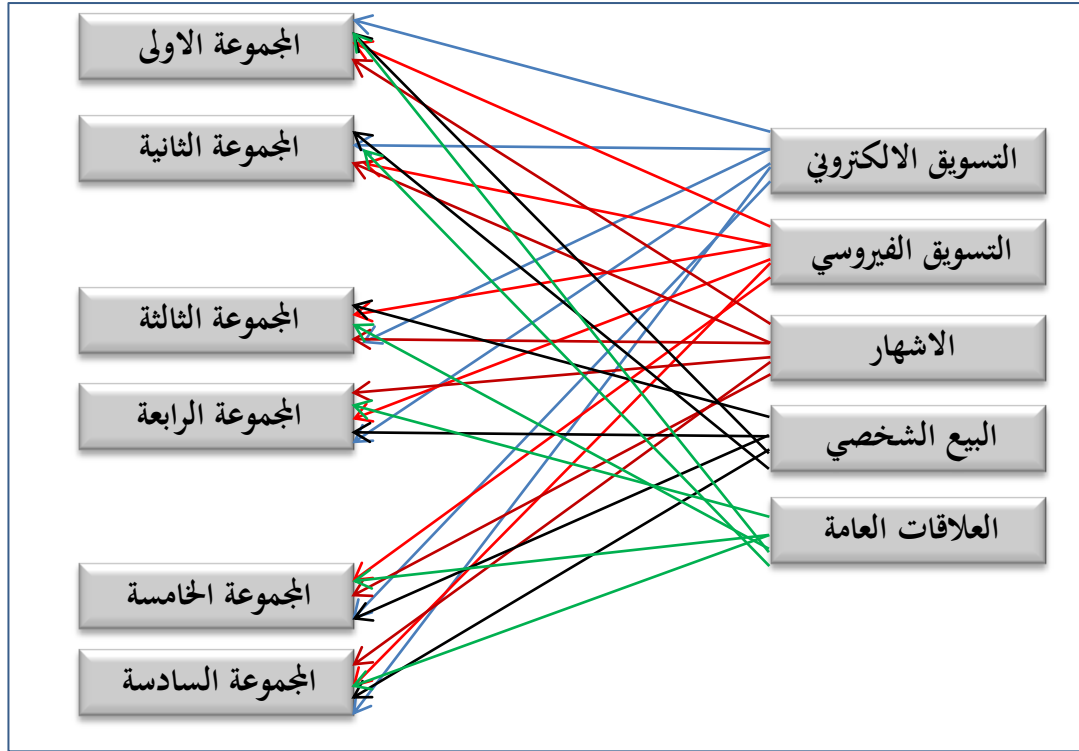 التسويق الالكتروني
التسويق الفيروسي
الاشهار
البيع الشخصي
العلاقات العامة
المجموعة الاولى
المجموعة الثانية
المجموعة الثالثة
المجموعة الرابعة
المجموعة الخامسة
المجموعة السادسة